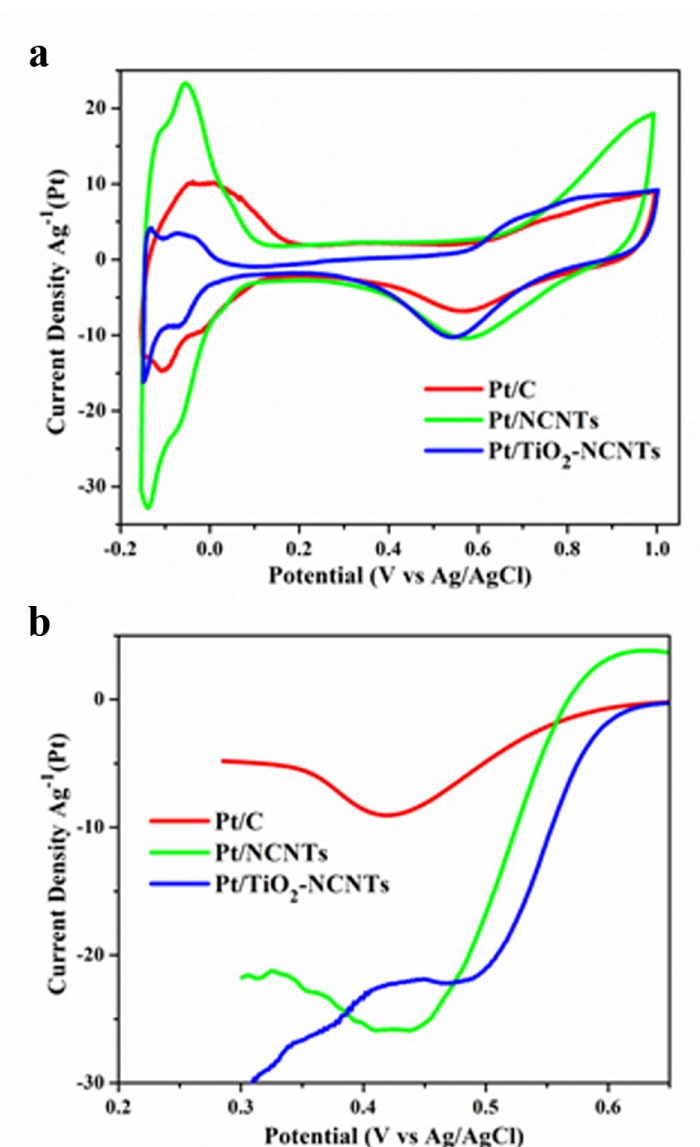 a
Current Density Ag⁻¹(Pt)
20
10
0
-10
-20
-30
Pt/C
Pt/NCNTs
Pt/TiO₂-NCNTs
-0.2 0.0 0.2 0.4 0.6 0.8 1.0
Potential (V vs Ag/AgCl)
b
Current Density Ag⁻¹(Pt)
0
-10
-20
-30
Pt/C
Pt/NCNTs
Pt/TiO₂-NCNTs
0.2 0.3 0.4 0.5 0.6
Potential (V vs Ag/AgCl)